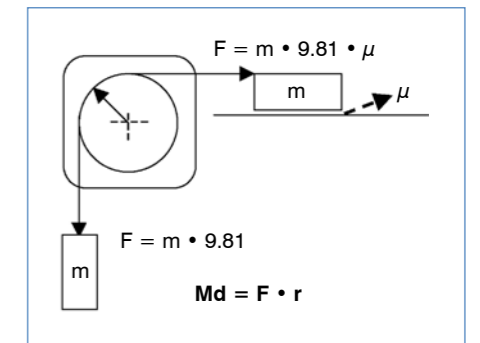 F = m • 9.81 • μ
m
μ
F = m • 9.81
m
Md = F • r